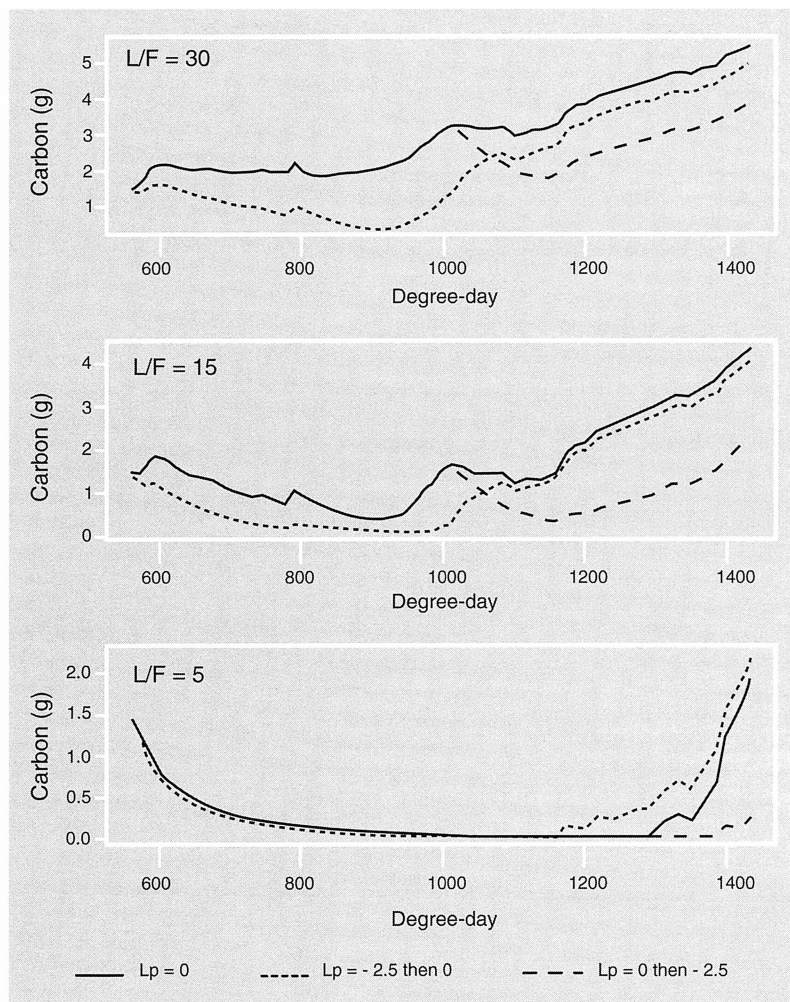 L/F = 30
Carbon (g)
5
4
3
2
1
600 800 1000 1200 1400
Degree-day
L/F = 15
Carbon (g)
4
3
2
1
0
600 800 1000 1200 1400
Degree-day
L/F = 5
Carbon (g)
2.0
1.5
1.0
0.5
0.0
600 800 1000 1200 1400
Degree-day
Lp = 0 Lp = - 2.5 then 0 Lp = 0 then - 2.5